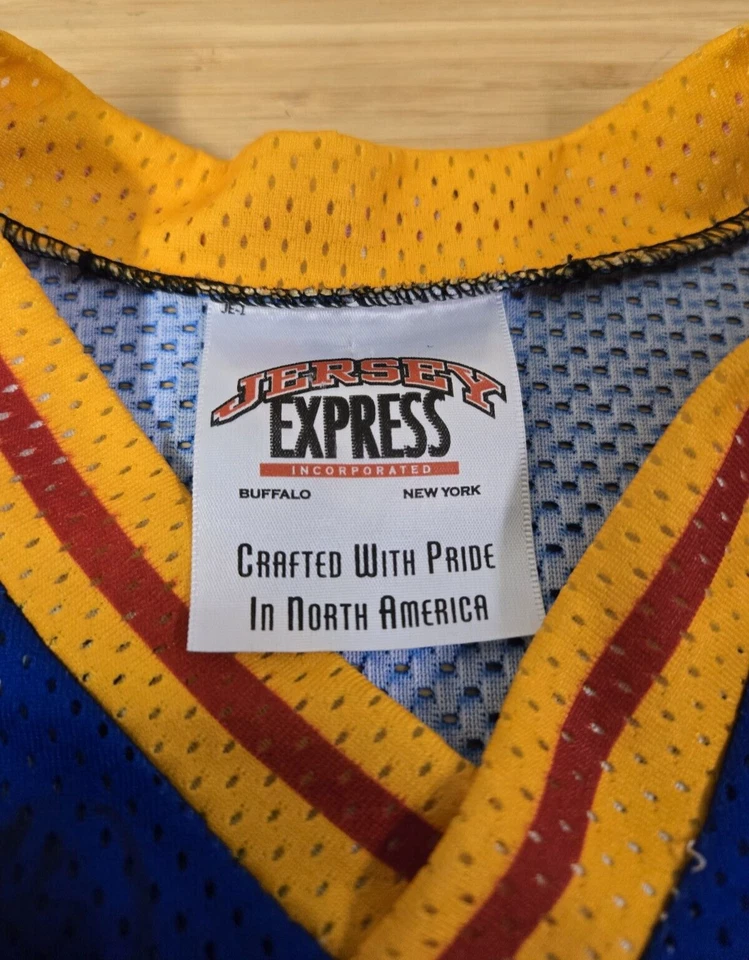 JE-1
JERSEY
EXPRESS
INCORPORATED
BUFFALO NEW YORK
CRAFTED WITH PRIDE
IN NORTH AMERICA